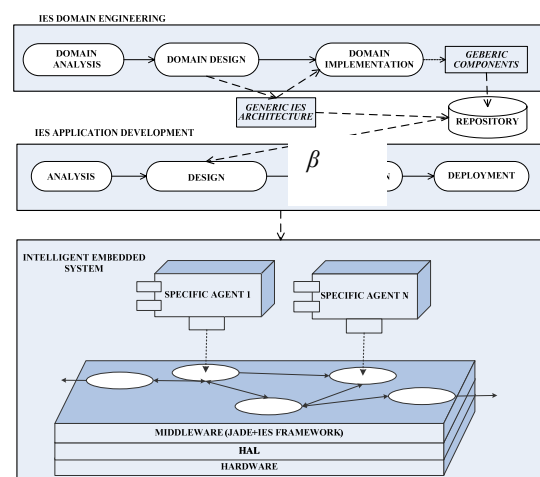 IES DOMAIN ENGINEERING
DOMAIN
ANALYSIS
DOMAIN DESIGN
DOMAIN
IMPLEMENTATION
GEBERIC
COMPONENTS
GENERIC IES
ARCHITECTURE
REPOSITORY
IES APPLICATION DEVELOPMENT
ANALYSIS
DESIGN
β
N
DEPLOYMENT
INTELLIGENT EMBEDDED
SYSTEM
SPECIFIC AGENT 1
SPECIFIC AGENT N
MIDDLEWARE (JADE+IES FRAMEWORK)
HAL
HARDWARE